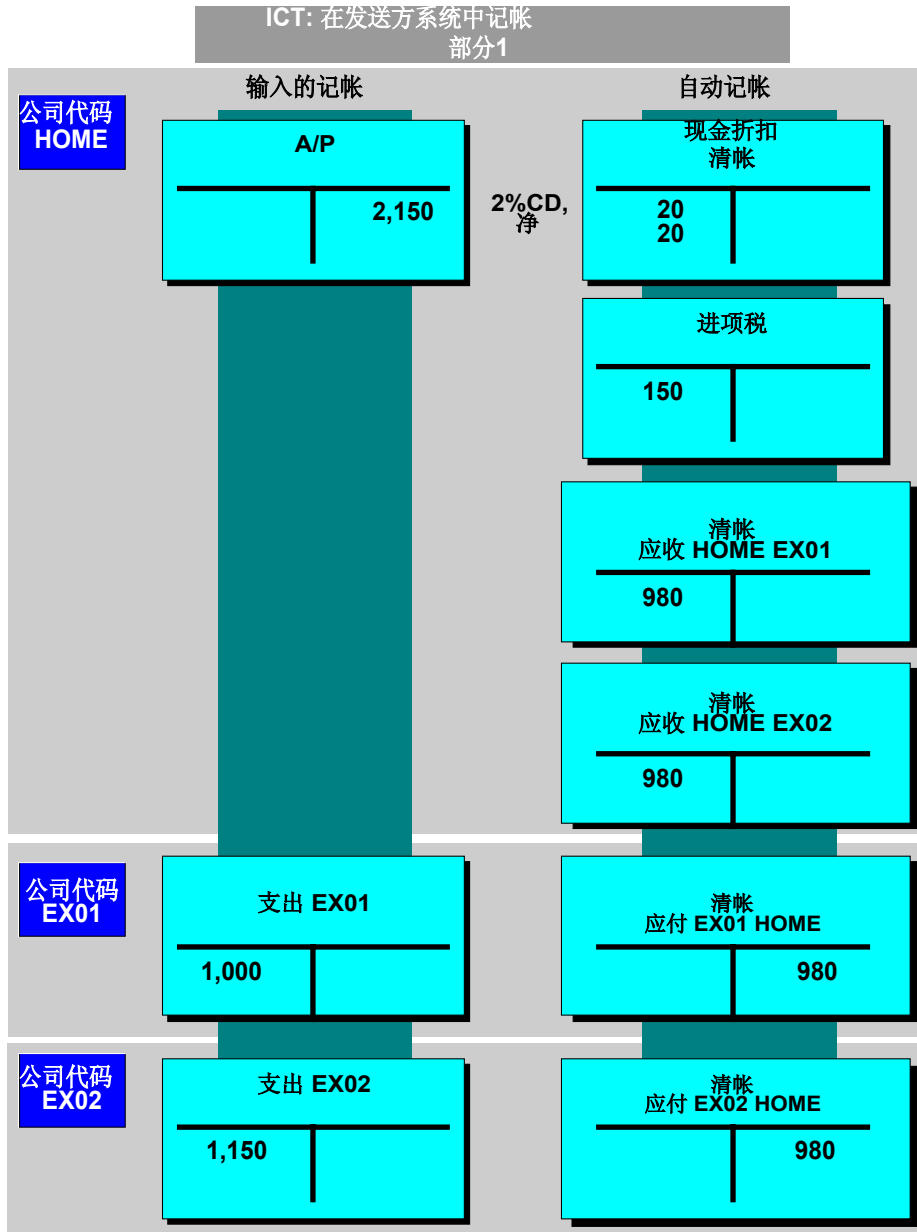 ICT: 在发送方系统中记帐
部分1
输入的记帐
自动记帐
公司代码
HOME
A/P
2,150
2%CD,
净
现金折扣
清帐
20
20
进项税
150
清帐
应收 HOME EX01
980
清帐
应收 HOME EX02
980
公司代码
EX01
支出 EX01
1,000
清帐
应付 EX01 HOME
980
公司代码
EX02
支出 EX02
1,150
清帐
应付 EX02 HOME
980